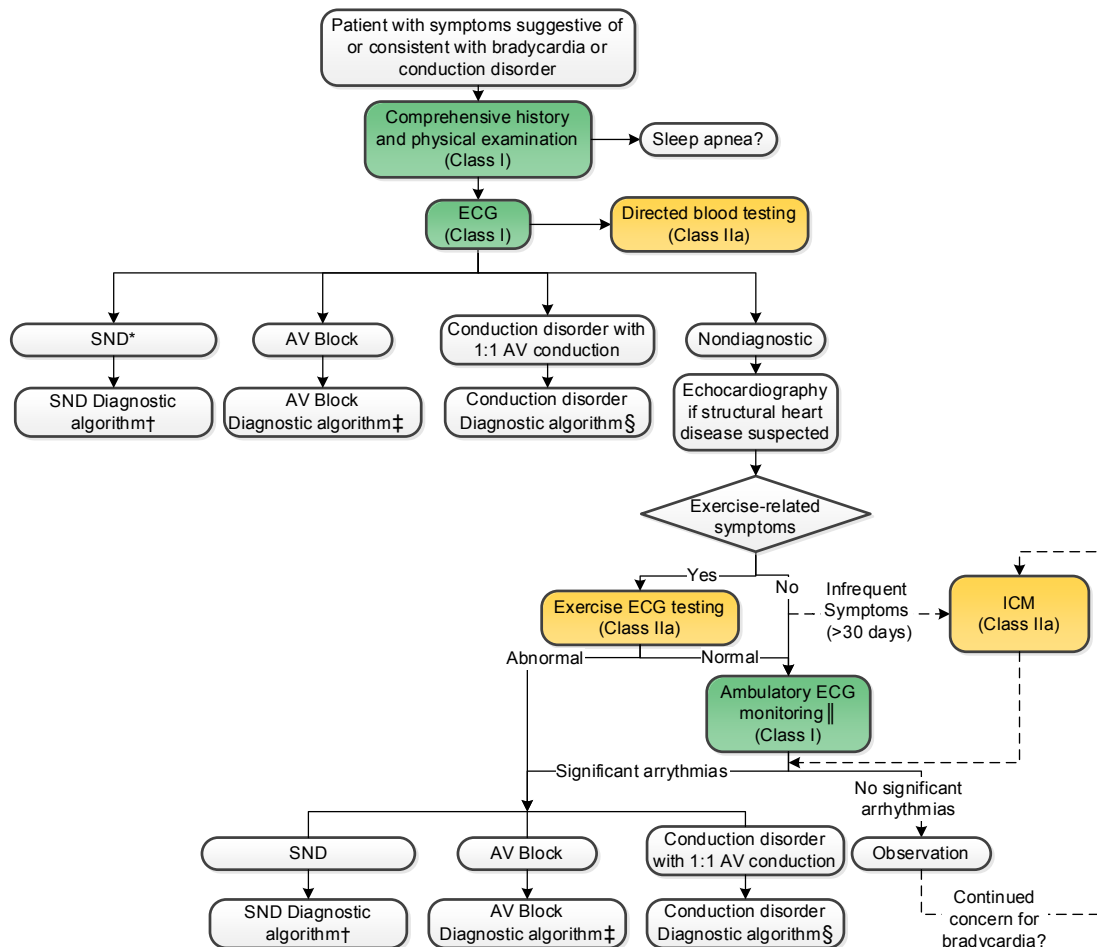 Patient with symptoms suggestive of
or consistent with bradycardia or
conduction disorder
Comprehensive history
and physical examination
(Class I)
Sleep apnea?
ECG
(Class I)
Directed blood testing
(Class IIa)
SND*
AV Block
Conduction disorder with
1:1 AV conduction
Nondiagnostic
SND Diagnostic
algorithm†
AV Block
Diagnostic algorithm‡
Conduction disorder
Diagnostic algorithm§
Echocardiography
if structural heart
disease suspected
Exercise-related
symptoms
Yes
No
Exercise ECG testing
(Class IIa)
Infrequent
Symptoms
(>30 days)
ICM
(Class IIa)
Abnormal
Normal
Ambulatory ECG
monitoring‖
(Class I)
Significant arrythmias
No significant
arrhythmias
SND
AV Block
Conduction disorder
with 1:1 AV conduction
Observation
SND Diagnostic
algorithm†
AV Block
Diagnostic algorithm‡
Conduction disorder
Diagnostic algorithm§
Continued
concern for
bradycardia?